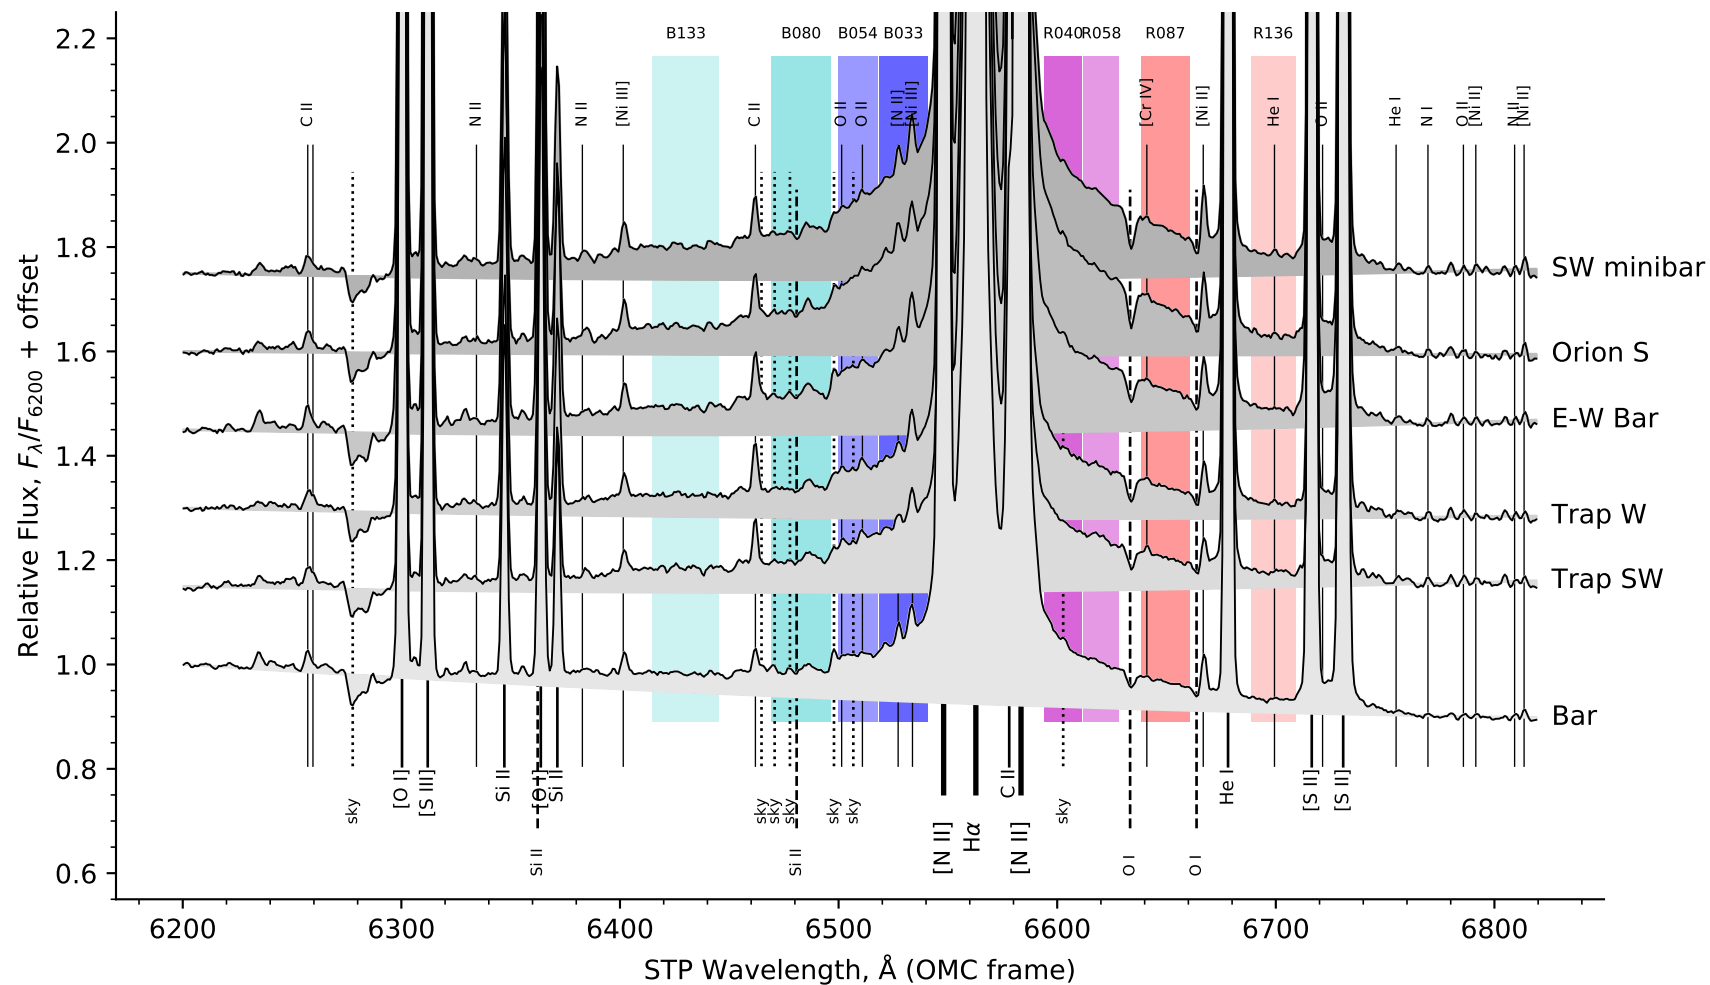 B133
B080
B054
B033
R040
R058
R087
R136
C II
N II
N II
[Ni III]
C II
O II
O II
[N II]
[Ni III]
[Cr IV]
[Ni II]
He I
O II
He I
N I
O II
[Ni II]
N II
[Ni II]
2.2
2.0
1.8
1.6
1.4
1.2
1.0
0.8
0.6
Relative Flux, Fλ/F6200 + offset
SW minibar
Orion S
E-W Bar
Trap W
Trap SW
Bar
sky
[O I]
[S III]
Si II
[O I]
Si II
sky
sky
sky
sky
sky
C II
sky
He I
[S II]
[S II]
Si II
Si II
[N II]
Hα
[N II]
O I
O I
6200
6300
6400
6500
6600
6700
6800
STP Wavelength, Å (OMC frame)